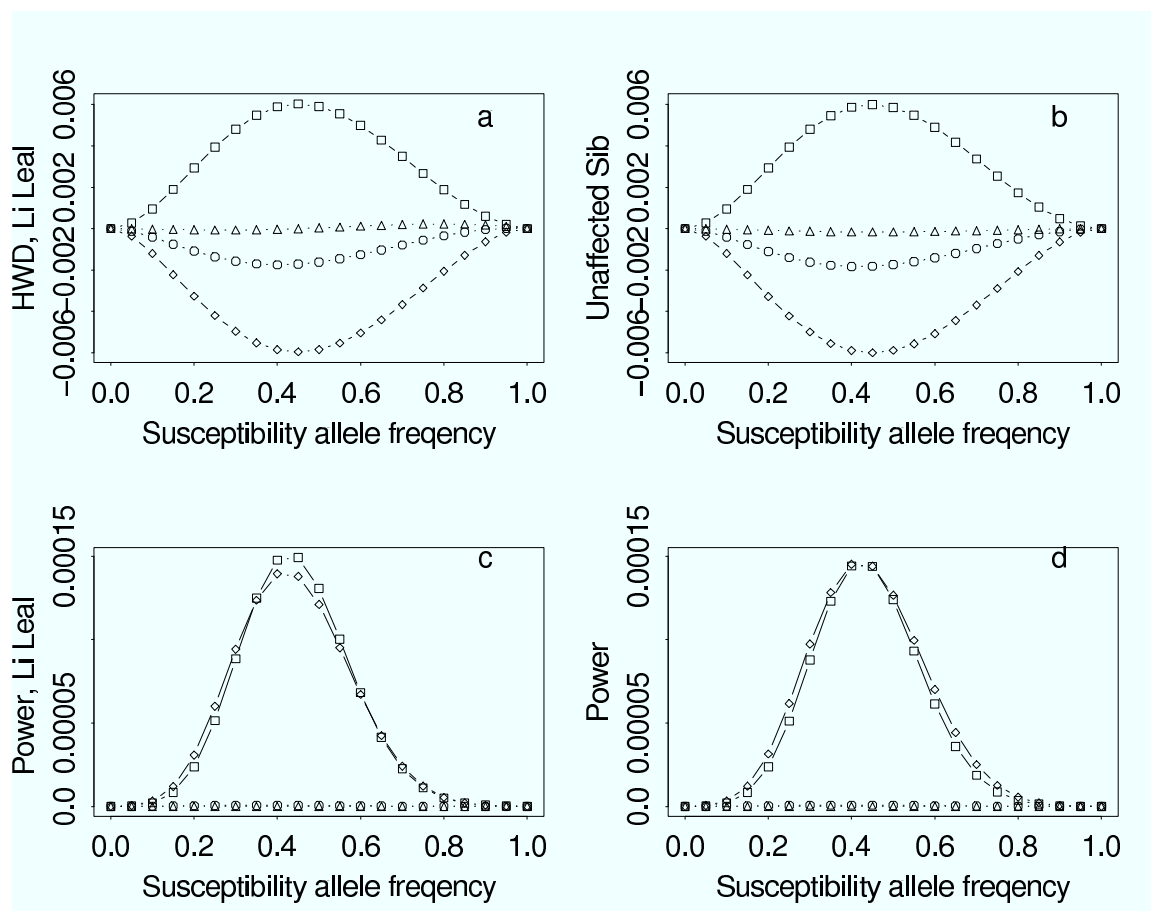 a
HWD, Li Leal
0.006
0.002
−0.002
−0.006
0.0 0.2 0.4 0.6 0.8 1.0
Susceptibility allele freqency
b
Unaffected Sib
0.006
0.002
−0.002
−0.006
0.0 0.2 0.4 0.6 0.8 1.0
Susceptibility allele freqency
c
Power, Li Leal
0.00015
0.00005
0.0
0.0 0.2 0.4 0.6 0.8 1.0
Susceptibility allele freqency
d
Power
0.00015
0.00005
0.0
0.0 0.2 0.4 0.6 0.8 1.0
Susceptibility allele freqency